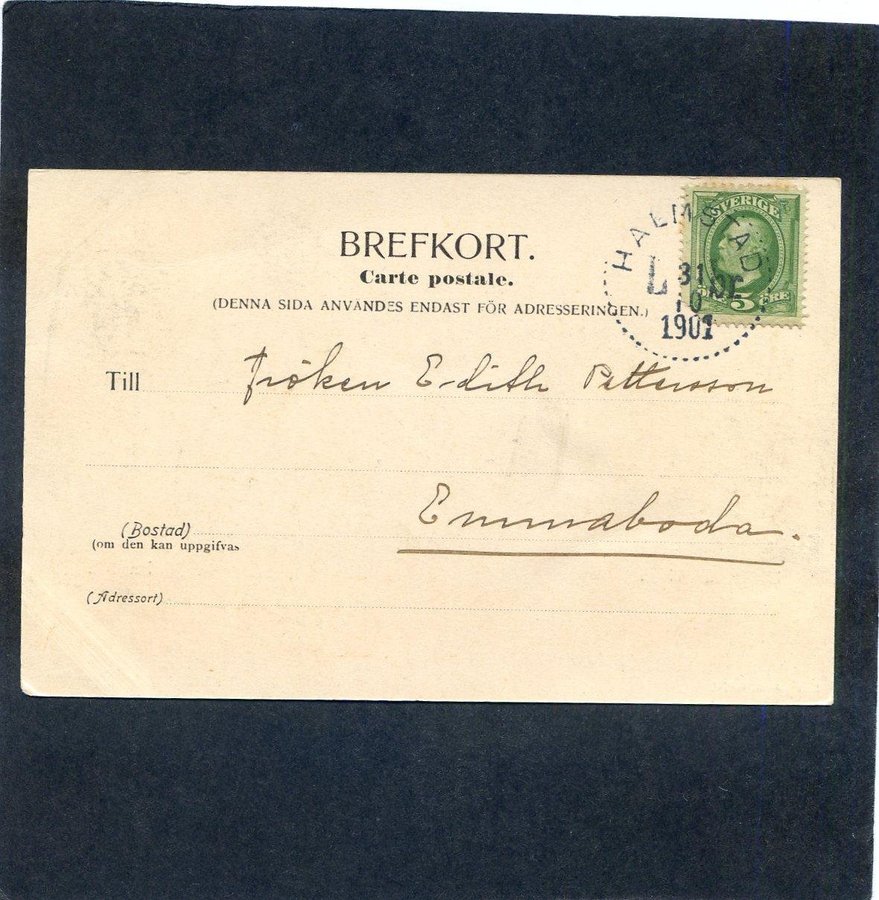 BREFKORT.
Carte postale.
(DENNA SIDA ANVANDES ENDAST FÖR ADRESSERINGEN.)
SVERIGE
5 ÖRE
HALMSTAD
L
31
10
1901
Till Fröken Edith Pettersson
Emmaboda.
(Bostad)
(om den kan uppgifvas
(Adressort)